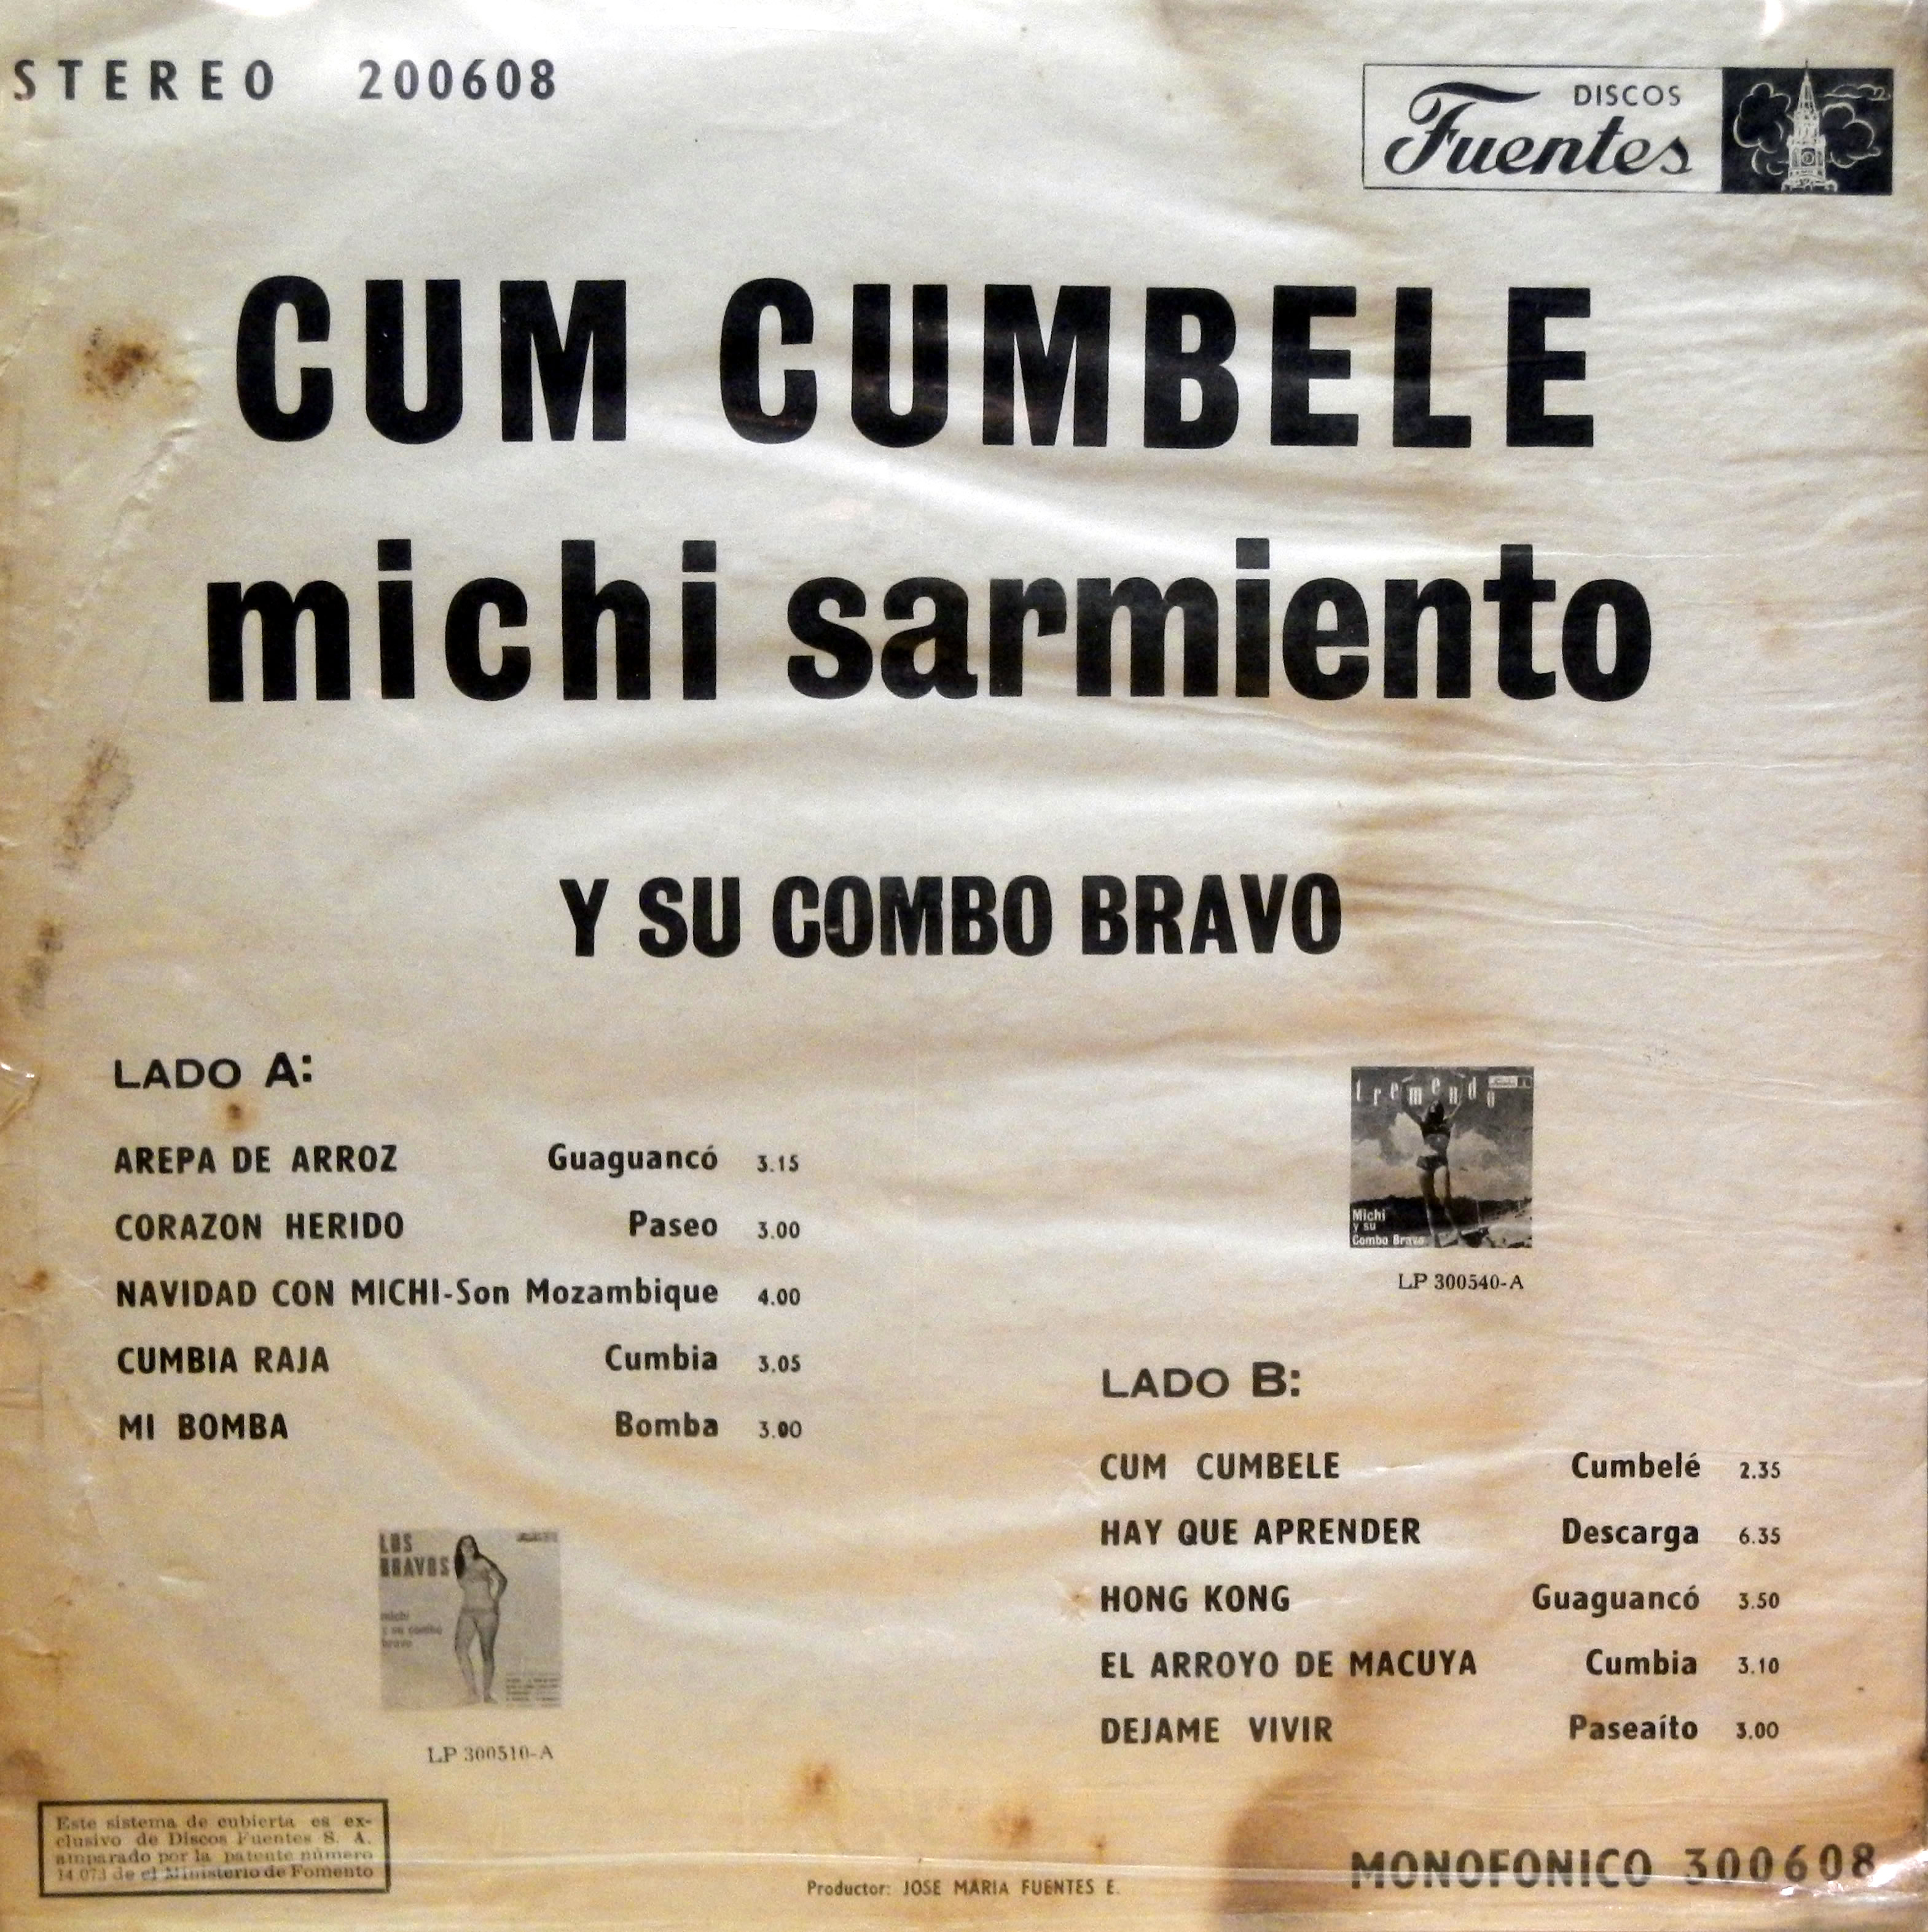 STEREO 200608
DISCOS
Fuentes
CUM CUMBELE
michi sarmiento
Y SU COMBO BRAVO
LADO A:
AREPA DE ARROZ Guaguancó 3.15
CORAZON HERIDO Paseo 3.00
NAVIDAD CON MICHI-Son Mozambique 4.00
CUMBIA RAJA Cumbia 3.05
MI BOMBA Bomba 3.00
LOS
BRAVOS
michi
y su combo
bravo
LP 300510-A
tremendo
Michi
y su
Combo Bravo
LP 300540-A
LADO B:
CUM CUMBELE Cumbelé 2.35
HAY QUE APRENDER Descarga 6.35
HONG KONG Guaguancó 3.50
EL ARROYO DE MACUYA Cumbia 3.10
DEJAME VIVIR Paseaíto 3.00
Este sistema de cubierta es ex-
clusivo de Discos Fuentes S. A.
amparado por la patente número
14.073 de el Ministerio de Fomento
Productor: JOSE MARIA FUENTES E.
MONOFONICO 300608